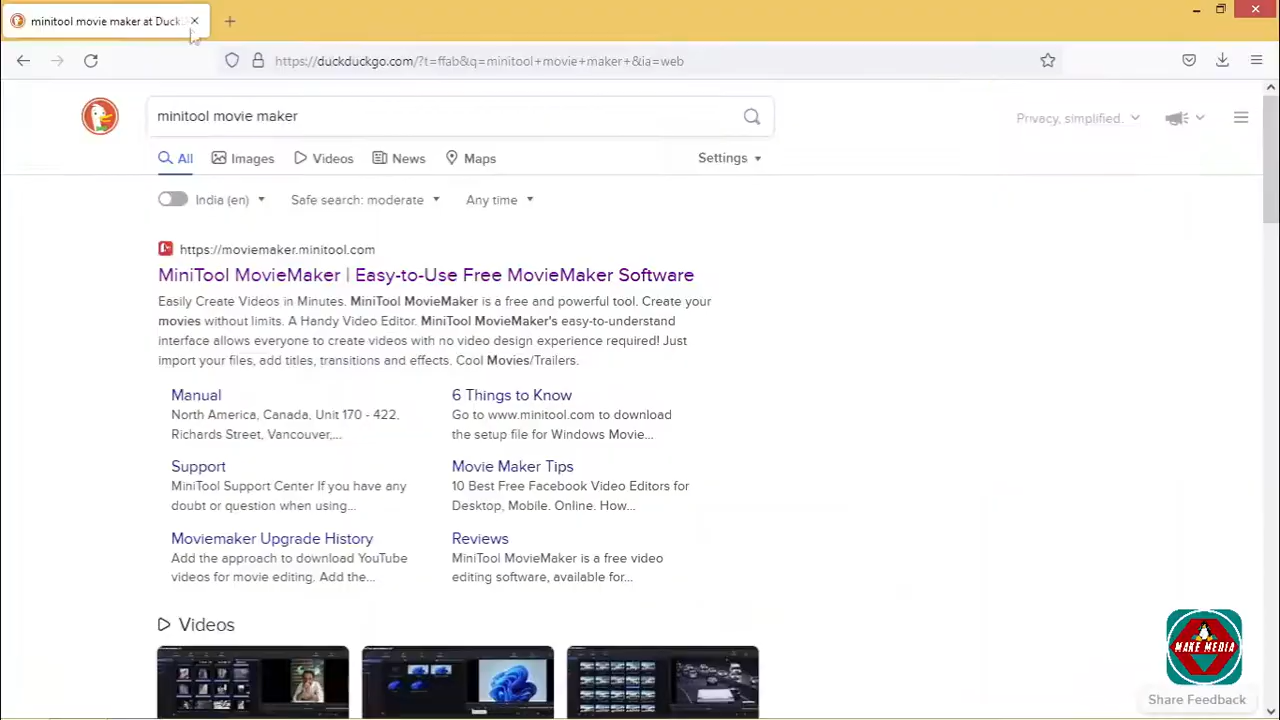 minitool movie maker at Duck
https://duckduckgo.com/?t=ffab&q=minitool+movie+maker+&ia=web
minitool movie maker
Privacy, simplified.
All Images Videos News Maps Settings
India (en) Safe search: moderate Any time
https://moviemaker.minitool.com
MiniTool MovieMaker | Easy-to-Use Free MovieMaker Software
Easily Create Videos in Minutes. MiniTool MovieMaker is a free and powerful tool. Create your
movies without limits. A Handy Video Editor. MiniTool MovieMaker's easy-to-understand
interface allows everyone to create videos with no video design experience required! Just
import your files, add titles, transitions and effects. Cool Movies/Trailers.
Manual
North America, Canada, Unit 170 - 422,
Richards Street, Vancouver,...
6 Things to Know
Go to www.minitool.com to download
the setup file for Windows Movie...
Support
MiniTool Support Center If you have any
doubt or question when using...
Movie Maker Tips
10 Best Free Facebook Video Editors for
Desktop, Mobile. Online. How...
Moviemaker Upgrade History
Add the approach to download YouTube
videos for movie editing. Add the...
Reviews
MiniTool MovieMaker is a free video
editing software, available for...
Videos
MAKE MEDIA
Share Feedback